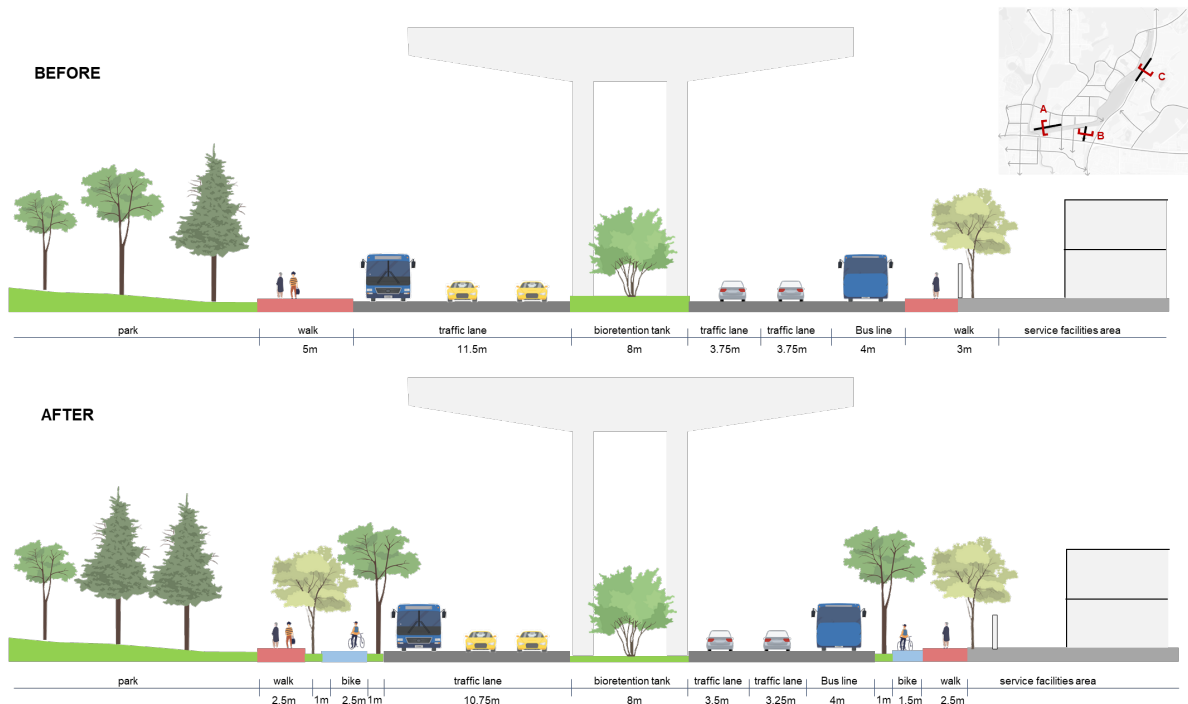 BEFORE
A
B
C
park
walk
traffic lane
bioretention tank
traffic lane
traffic lane
Bus line
walk
service facilities area
5m
11.5m
8m
3.75m
3.75m
4m
3m
AFTER
park
walk
bike
traffic lane
bioretention tank
traffic lane
traffic lane
Bus line
bike
walk
service facilities area
2.5m
1m
2.5m
1m
10.75m
8m
3.5m
3.25m
4m
1m
1.5m
2.5m